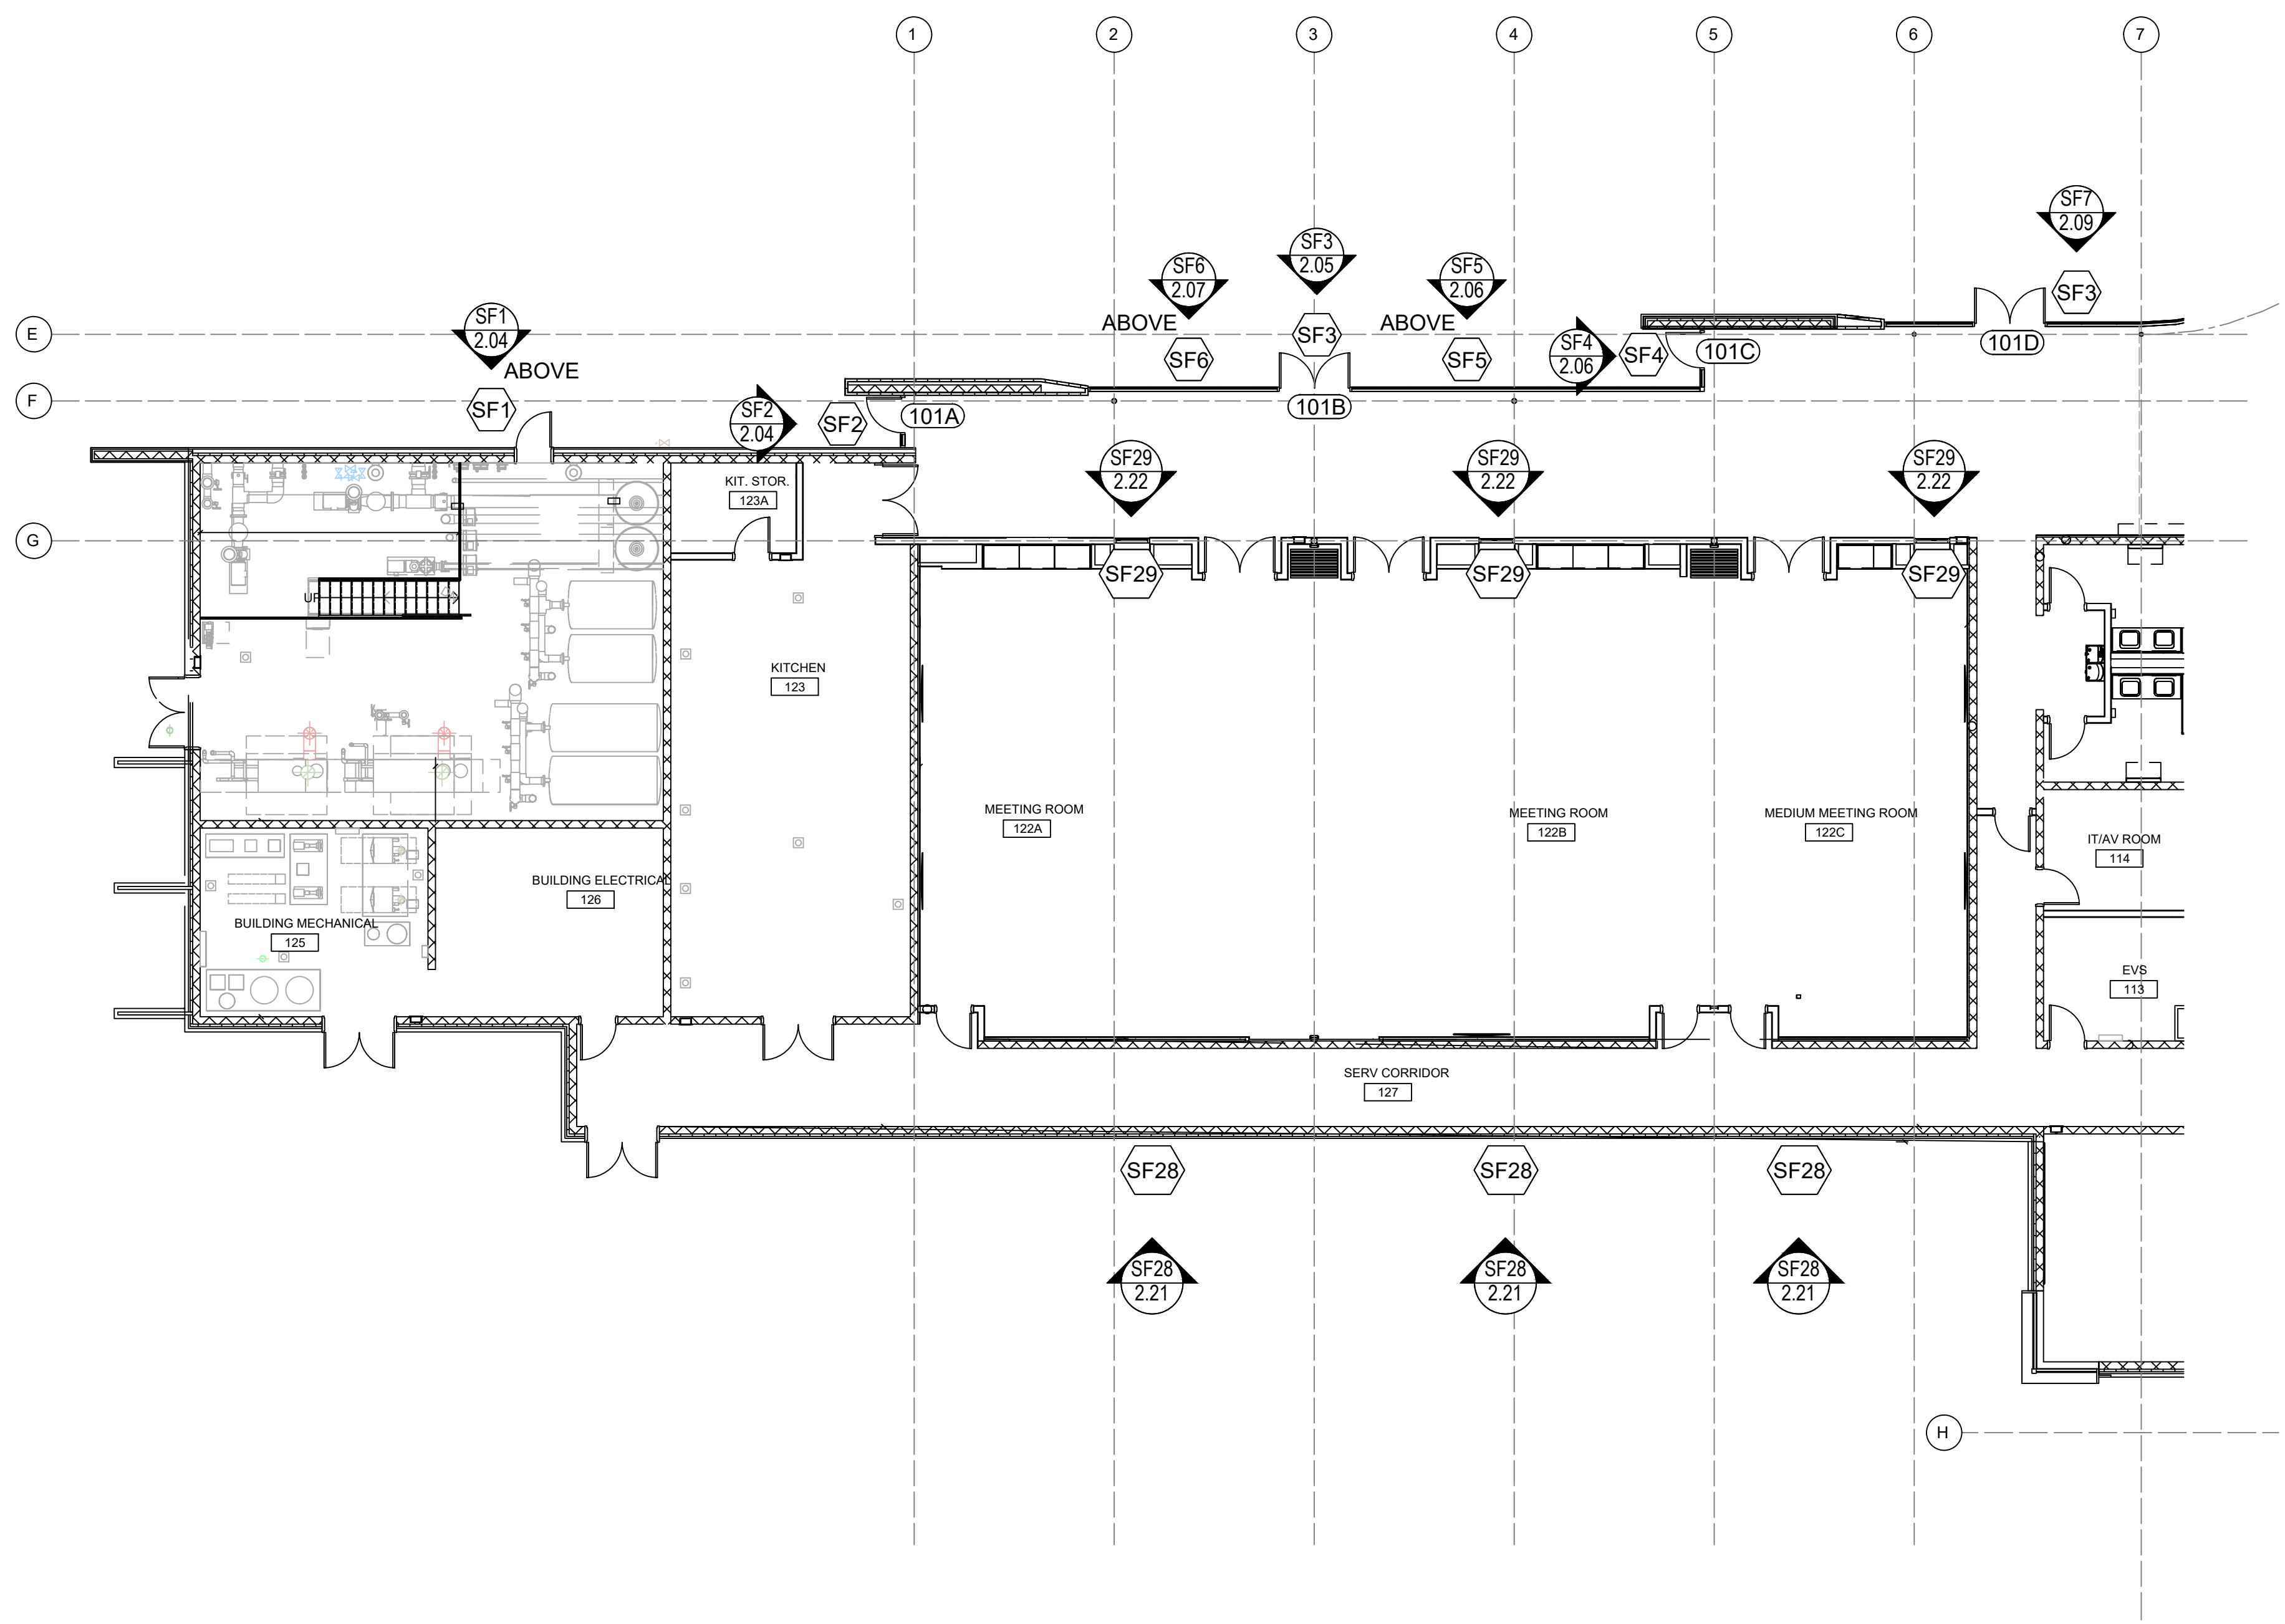 1
2
3
4
5
6
7
SF7
2.09
SF3
2.05
SF6
2.07
SF5
2.06
SF3
SF1
2.04
ABOVE
ABOVE
E
SF3
SF4
2.06
SF4
101C
101D
SF6
SF5
ABOVE
F
SF1
SF2
2.04
SF2
101A
101B
SF29
2.22
SF29
2.22
SF29
2.22
KIT. STOR.
123A
G
SF29
SF29
SF29
UP
KITCHEN
123
MEETING ROOM
122A
MEETING ROOM
122B
MEDIUM MEETING ROOM
122C
IT/AV ROOM
114
BUILDING ELECTRICAL
126
BUILDING MECHANICAL
125
EVS
113
SERV CORRIDOR
127
SF28
SF28
SF28
SF28
2.21
SF28
2.21
SF28
2.21
H